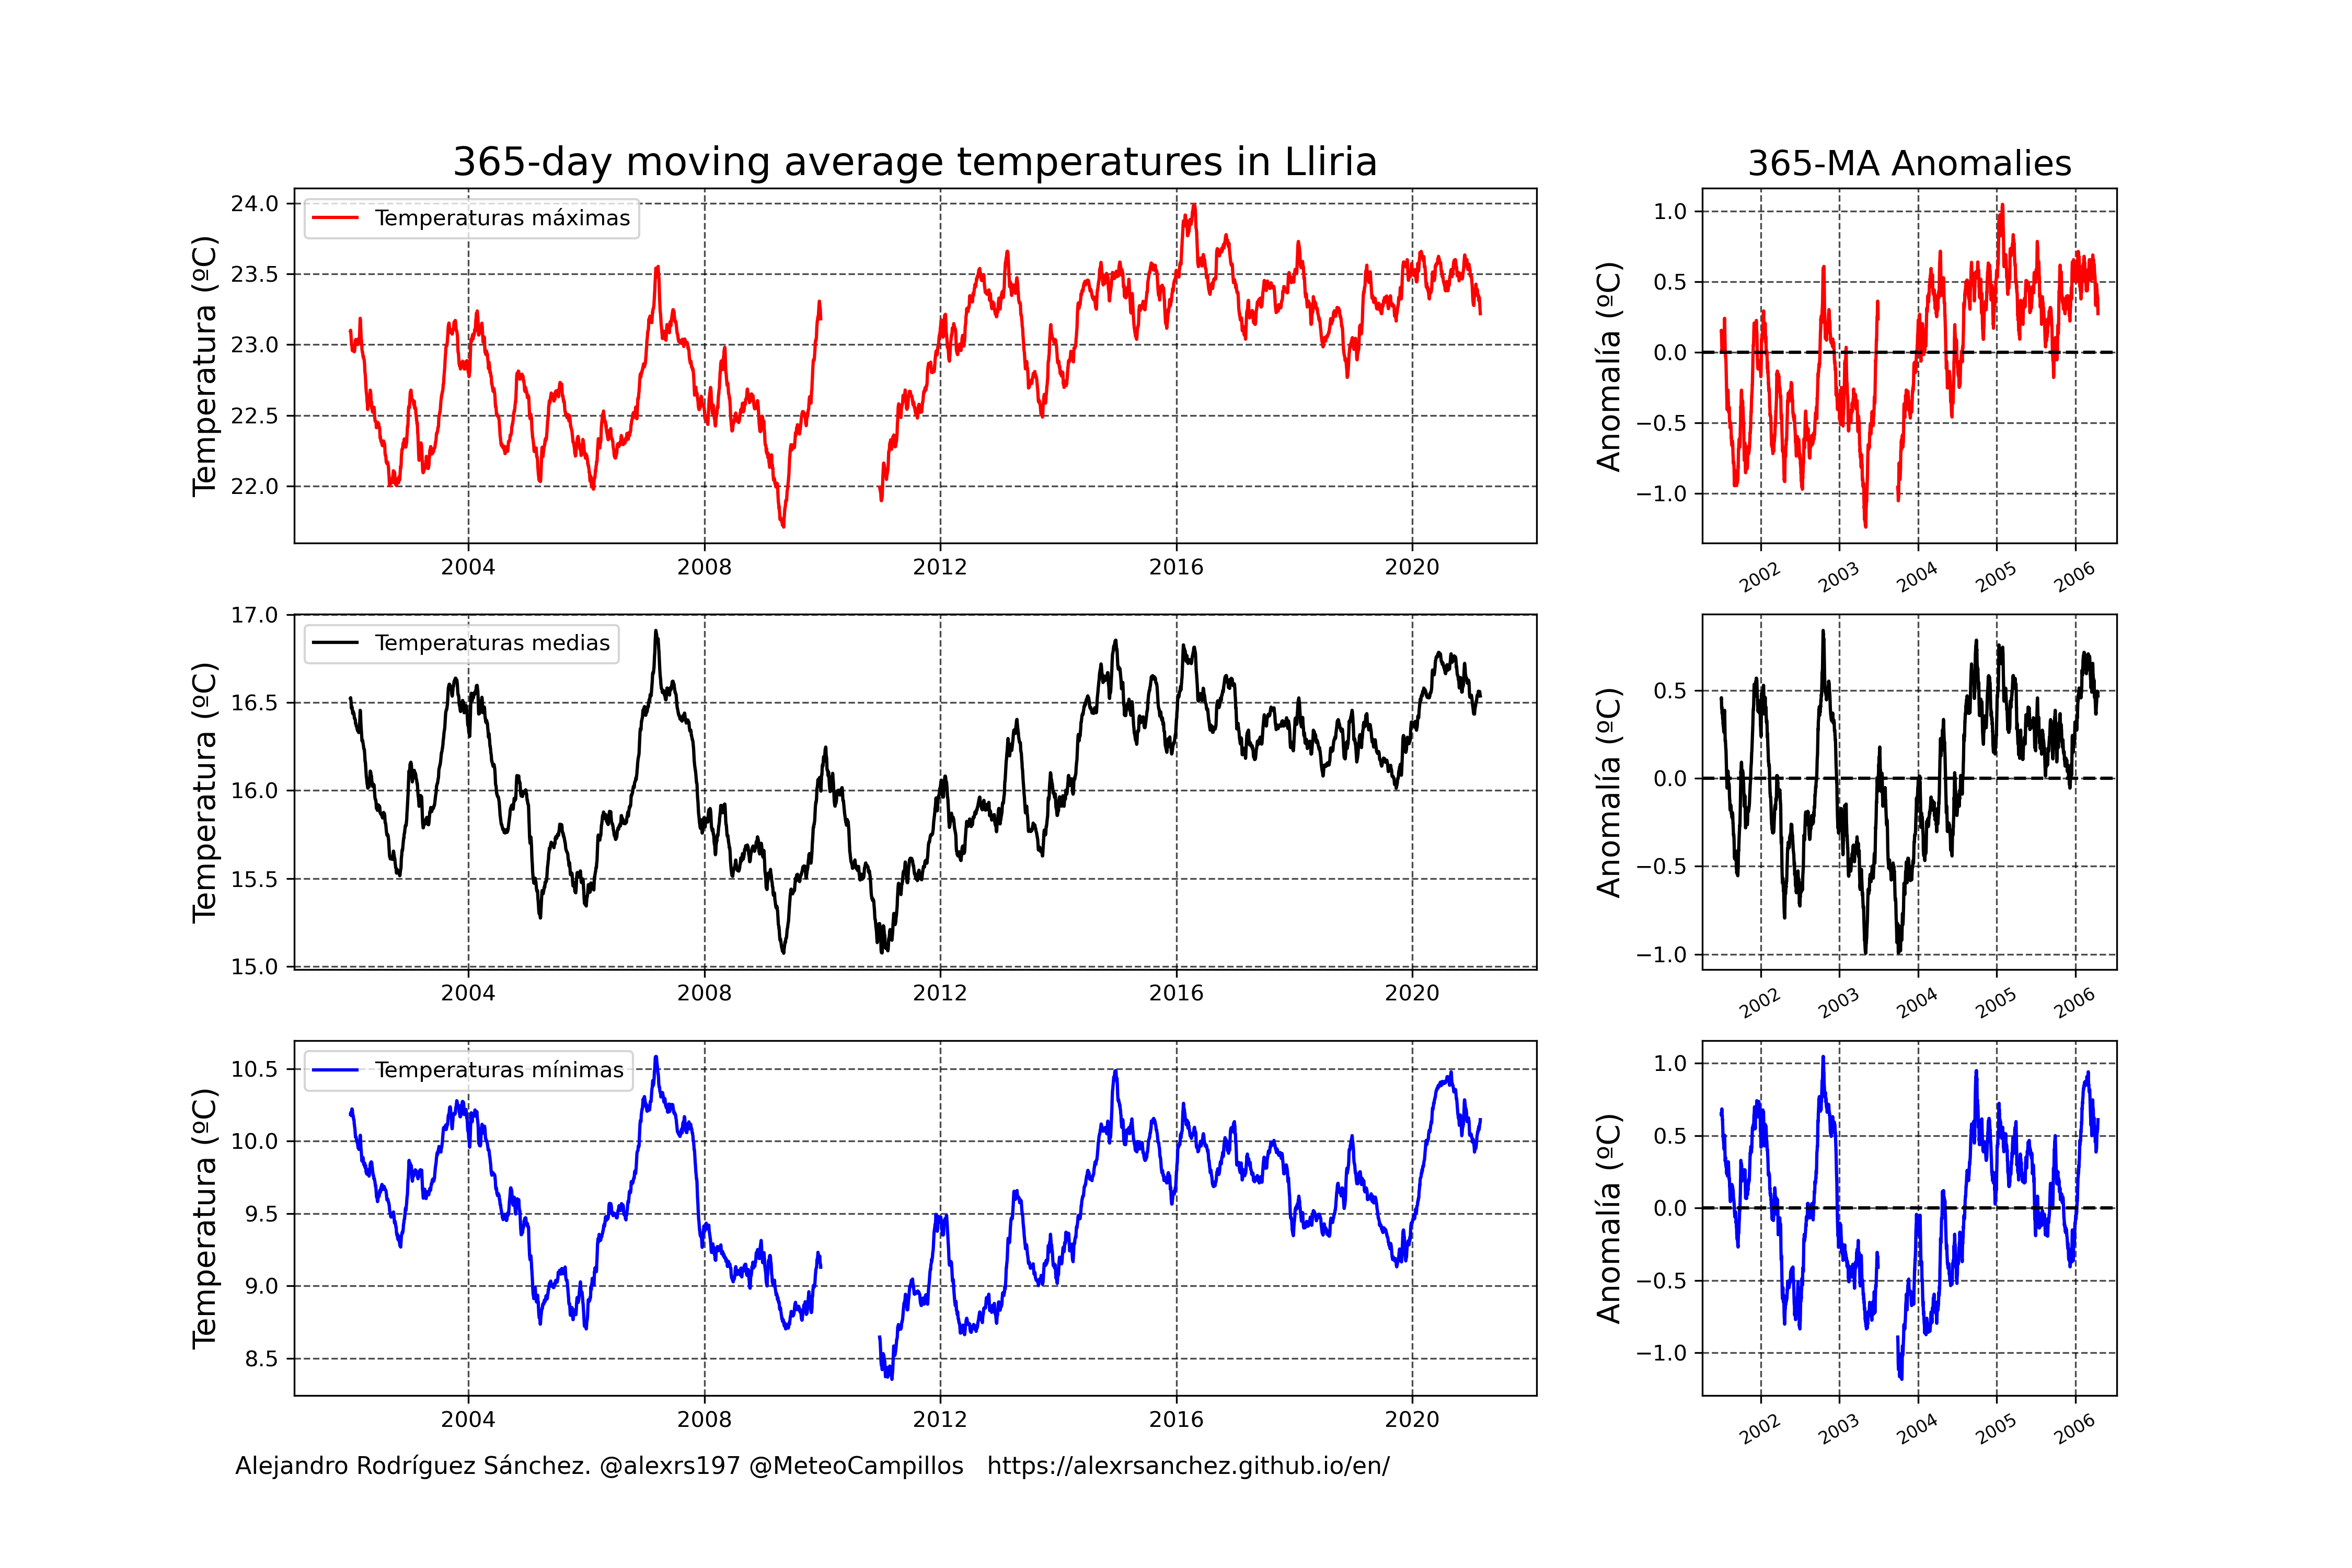 365-day moving average temperatures in Lliria
Temperatura (ºC)
24.0
23.5
23.0
22.5
22.0
Temperaturas máximas
2004 2008 2012 2016 2020
365-MA Anomalies
Anomalía (ºC)
1.0
0.5
0.0
−0.5
−1.0
2002 2003 2004 2005 2006
Temperatura (ºC)
17.0
16.5
16.0
15.5
15.0
Temperaturas medias
2004 2008 2012 2016 2020
Anomalía (ºC)
0.5
0.0
−0.5
−1.0
2002 2003 2004 2005 2006
Temperatura (ºC)
10.5
10.0
9.5
9.0
8.5
Temperaturas mínimas
2004 2008 2012 2016 2020
Anomalía (ºC)
1.0
0.5
0.0
−0.5
−1.0
2002 2003 2004 2005 2006
Alejandro Rodríguez Sánchez. @alexrs197 @MeteoCampillos https://alexrsanchez.github.io/en/